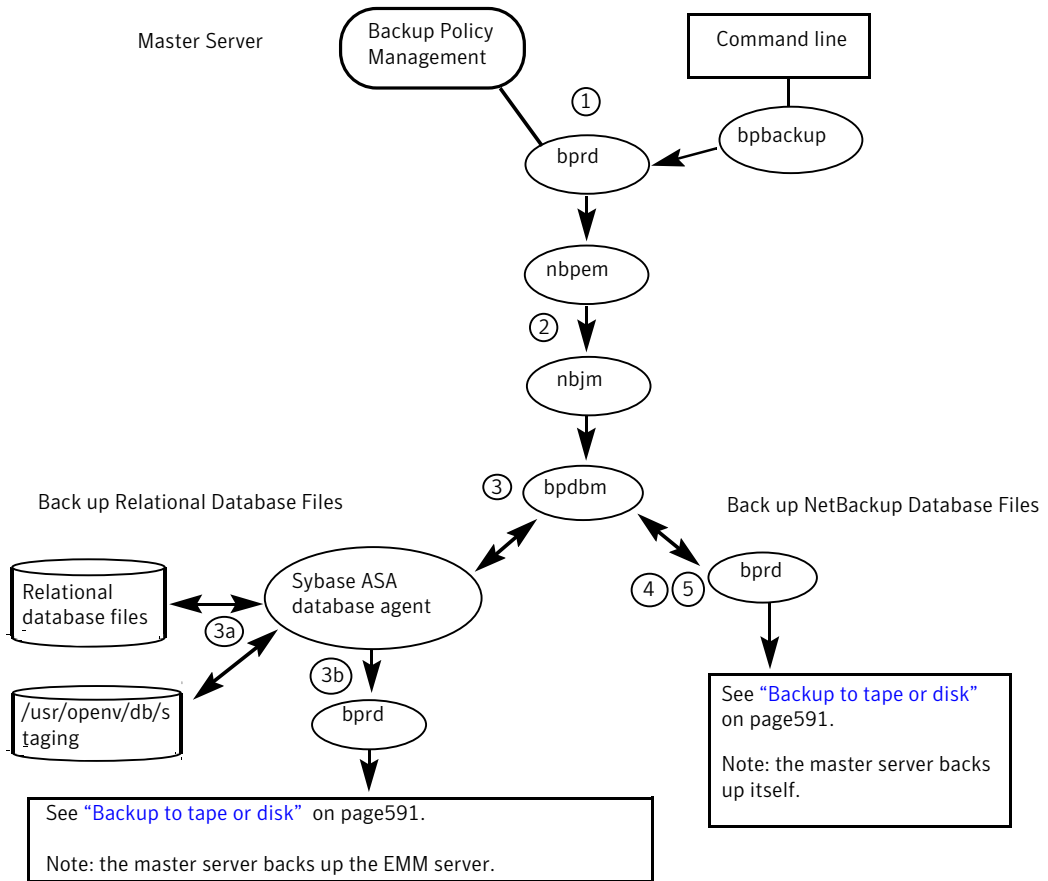 Master Server
Backup Policy
Management
Command line
1
bpbackup
bprd
nbpem
2
nbjm
3
bpdbm
Back up Relational Database Files
Back up NetBackup Database Files
Relational
database files
Sybase ASA
database agent
3a
4
5
bprd
/usr/openv/db/s
taging
3b
bprd
See “Backup to tape or disk”
on page591.
Note: the master server backs
up itself.
See “Backup to tape or disk” on page591.
Note: the master server backs up the EMM server.